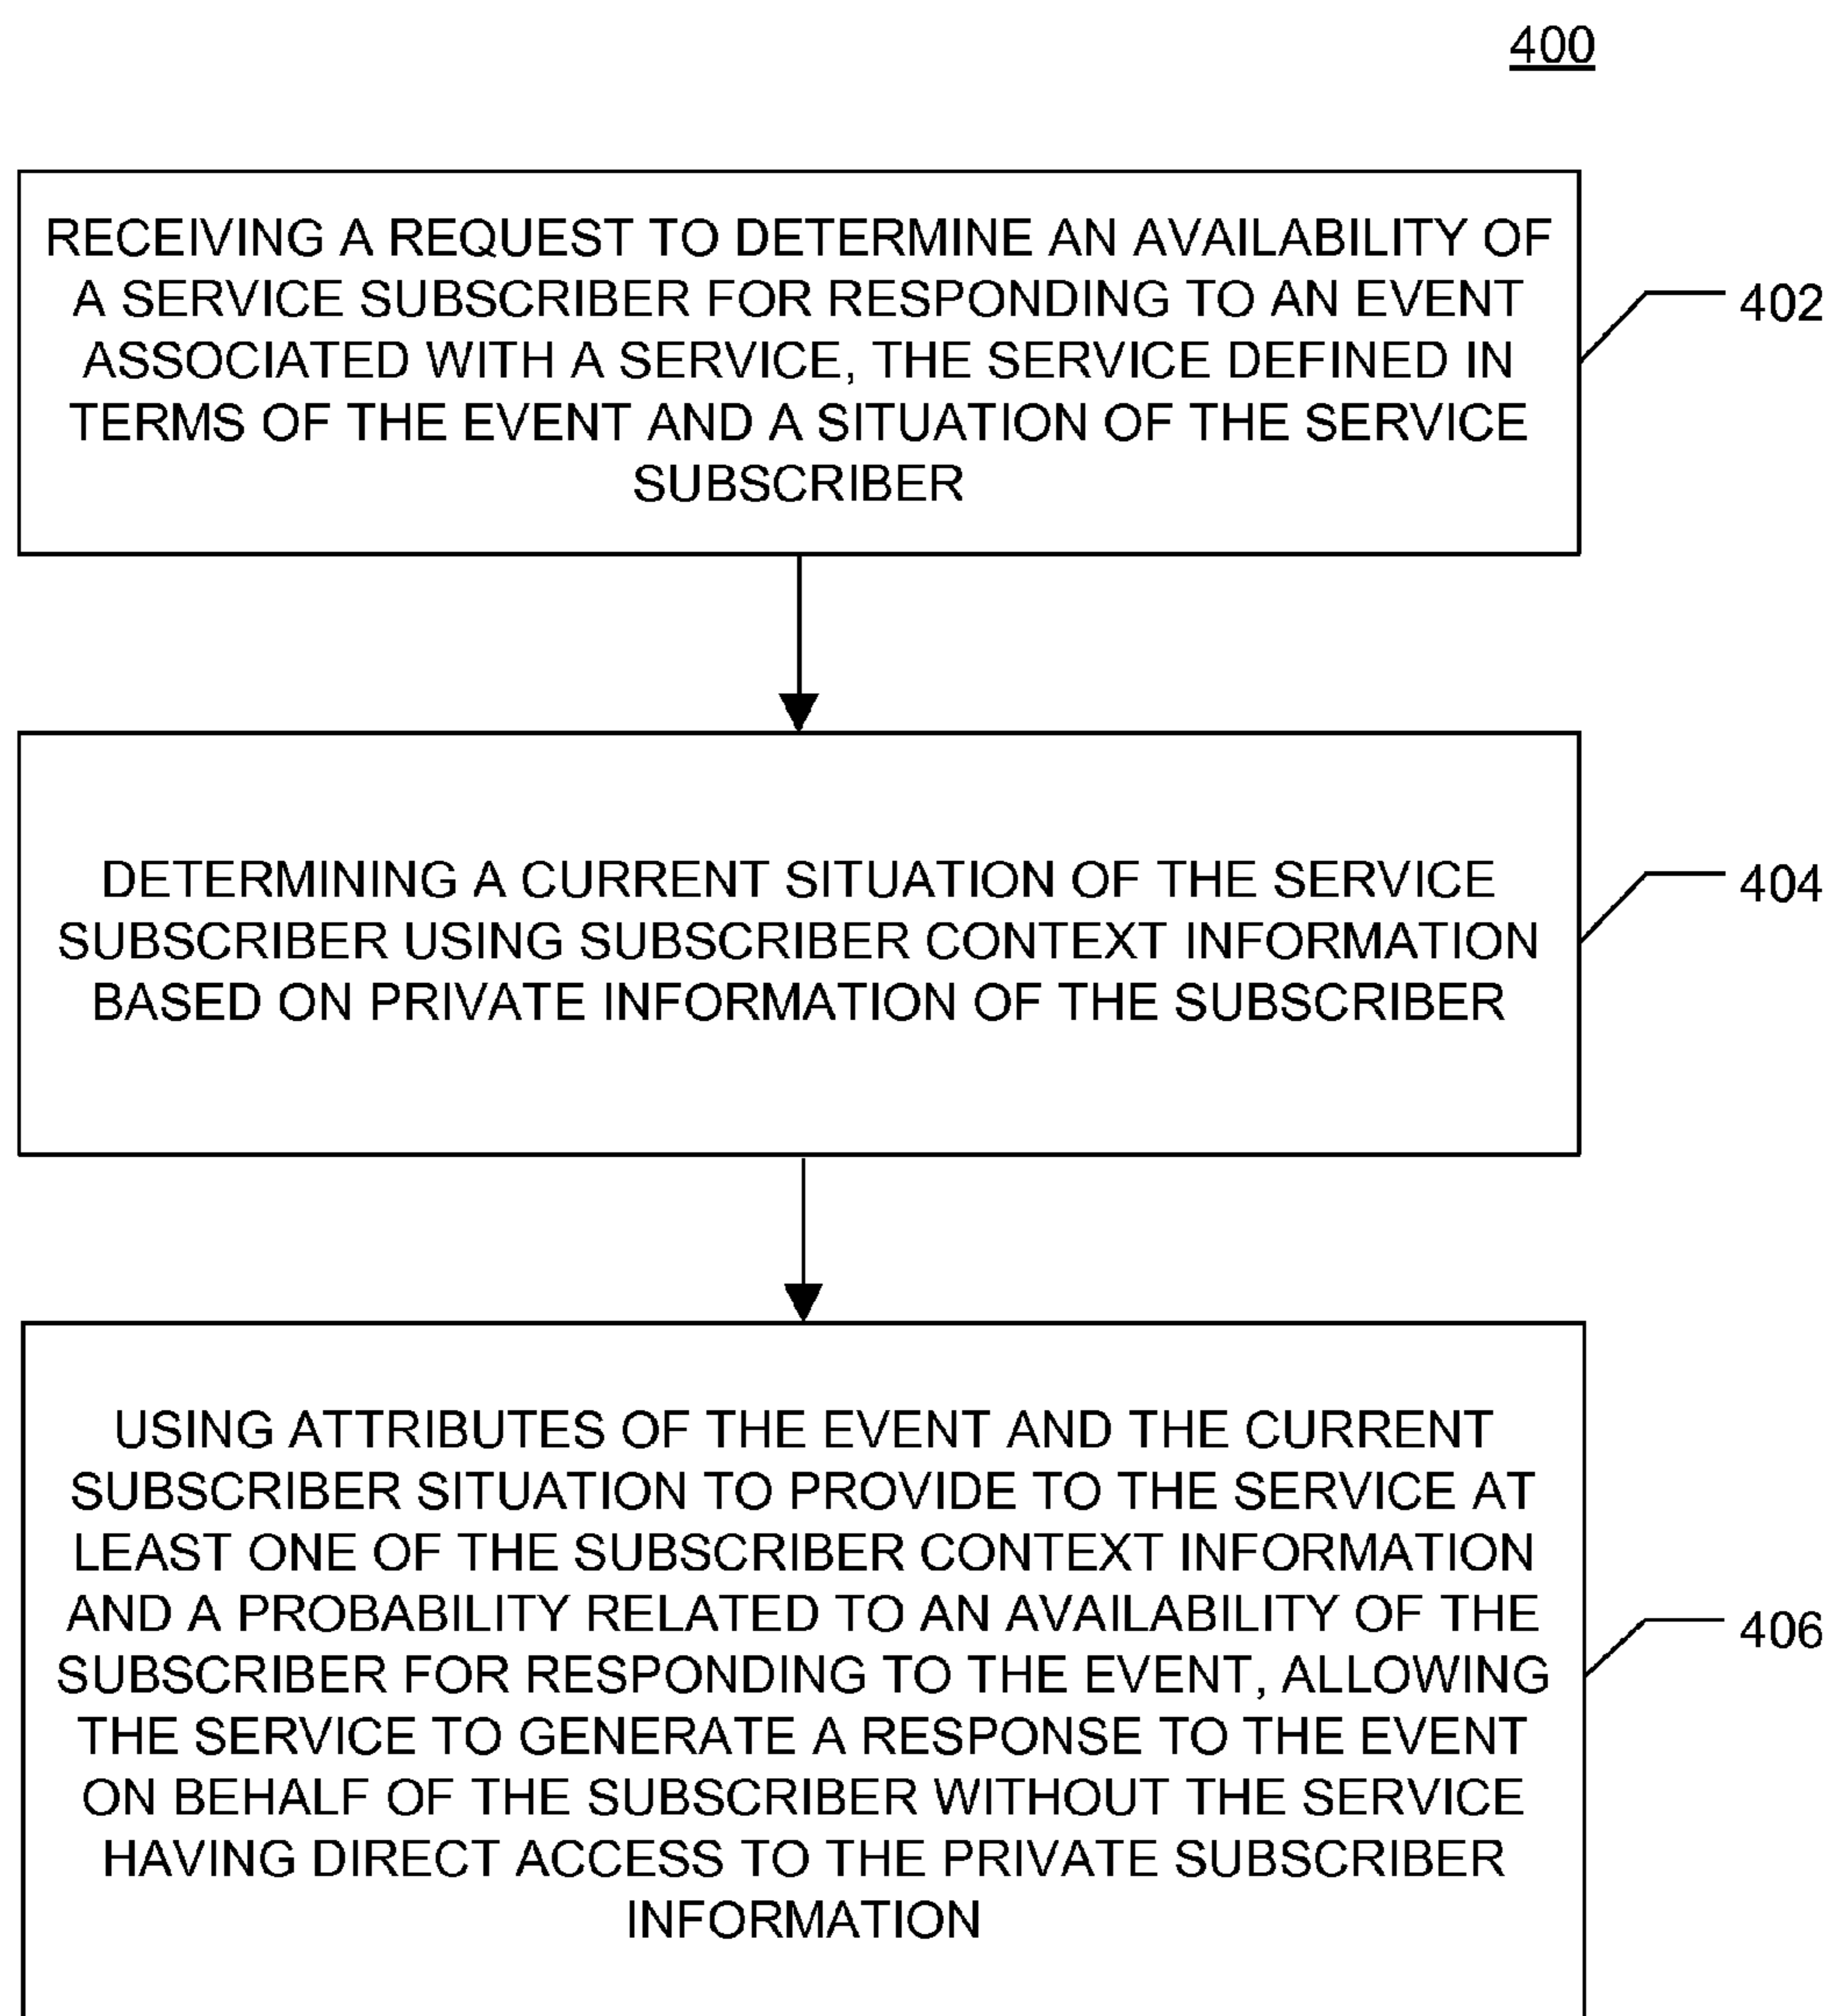 400
RECEIVING A REQUEST TO DETERMINE AN AVAILABILITY OF
A SERVICE SUBSCRIBER FOR RESPONDING TO AN EVENT
ASSOCIATED WITH A SERVICE, THE SERVICE DEFINED IN
TERMS OF THE EVENT AND A SITUATION OF THE SERVICE
SUBSCRIBER
402
DETERMINING A CURRENT SITUATION OF THE SERVICE
SUBSCRIBER USING SUBSCRIBER CONTEXT INFORMATION
BASED ON PRIVATE INFORMATION OF THE SUBSCRIBER
404
USING ATTRIBUTES OF THE EVENT AND THE CURRENT
SUBSCRIBER SITUATION TO PROVIDE TO THE SERVICE AT
LEAST ONE OF THE SUBSCRIBER CONTEXT INFORMATION
AND A PROBABILITY RELATED TO AN AVAILABILITY OF THE
SUBSCRIBER FOR RESPONDING TO THE EVENT, ALLOWING
THE SERVICE TO GENERATE A RESPONSE TO THE EVENT
ON BEHALF OF THE SUBSCRIBER WITHOUT THE SERVICE
HAVING DIRECT ACCESS TO THE PRIVATE SUBSCRIBER
INFORMATION
406